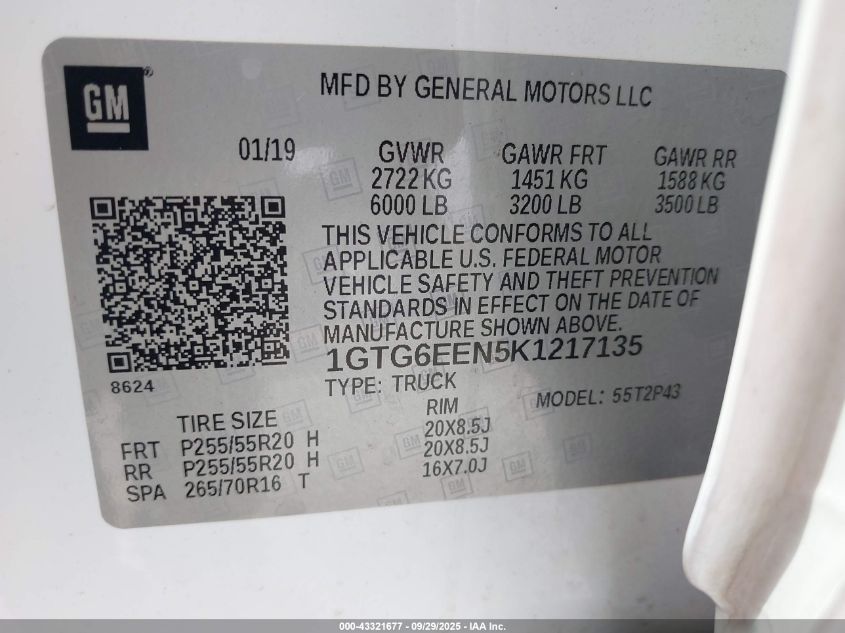 GM®
MFD BY GENERAL MOTORS LLC
01/19 GVWR GAWR FRT GAWR RR
2722 KG 1451 KG 1588 KG
6000 LB 3200 LB 3500 LB
THIS VEHICLE CONFORMS TO ALL
APPLICABLE U.S. FEDERAL MOTOR
VEHICLE SAFETY AND THEFT PREVENTION
STANDARDS IN EFFECT ON THE DATE OF
MANUFACTURE SHOWN ABOVE.
1GTG6EEN5K1217135
8624
TYPE: TRUCK
MODEL: 55T2P43
TIRE SIZE RIM
FRT P255/55R20 H 20X8.5J
RR P255/55R20 H 20X8.5J
SPA 265/70R16 T 16X7.0J
000-43321677 - 09/29/2025 - IAA Inc.